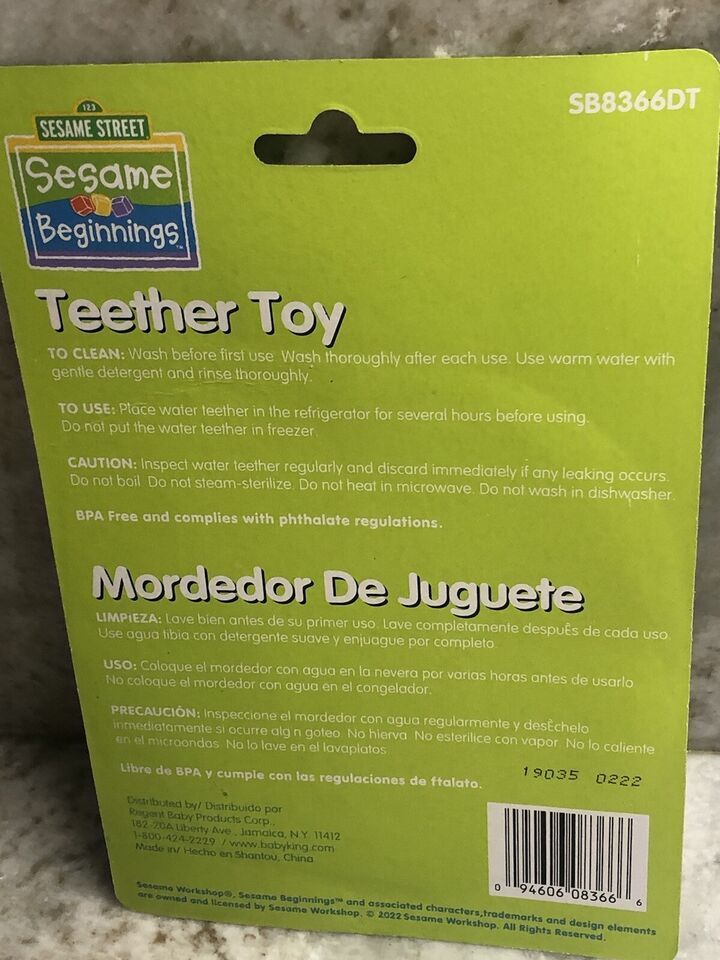 SB8366DT
123
SESAME STREET
Sesame
Beginnings™
Teether Toy
TO CLEAN: Wash before first use Wash thoroughly after each use. Use warm water with
gentle detergent and rinse thoroughly.
TO USE: Place water teether in the refrigerator for several hours before using.
Do not put the water teether in freezer.
CAUTION: Inspect water teether regularly and discard immediately if any leaking occurs.
Do not boil Do not steam-sterilize. Do not heat in microwave. Do not wash in dishwasher.
BPA Free and complies with phthalate regulations.
Mordedor De Juguete
LIMPIEZA: Lave bien antes de su primer uso. Lave completamente despuÊs de cada uso.
Use agua tibia con detergente suave y enjuague por completo.
USO: Coloque el mordedor con agua en la nevera por varias horas antes de usarlo
No coloque el mordedor con agua en el congelador.
PRECAUCIÓN: Inspeccione el mordedor con agua regularmente y desÈchelo
inmediatamente si ocurre alg n goteo. No hierva No esterilice con vapor. No lo caliente
en el microondas No lo lave en el lavaplatos.
Libre de BPA y cumple con las regulaciones de ftalato.
19035 0222
Distributed by/ Distribuido por
Regent Baby Products Corp.,
182-20A Liberty Ave., Jamaica, N.Y. 11412
1-800-424-2229 / www.babyking.com
Made in/ Hecho en Shantou, China
0 94606 08366 6
Sesame Workshop®, Sesame Beginnings™ and associated characters,trademarks and design elements
are owned and licensed by Sesame Workshop. © 2022 Sesame Workshop. All Rights Reserved.